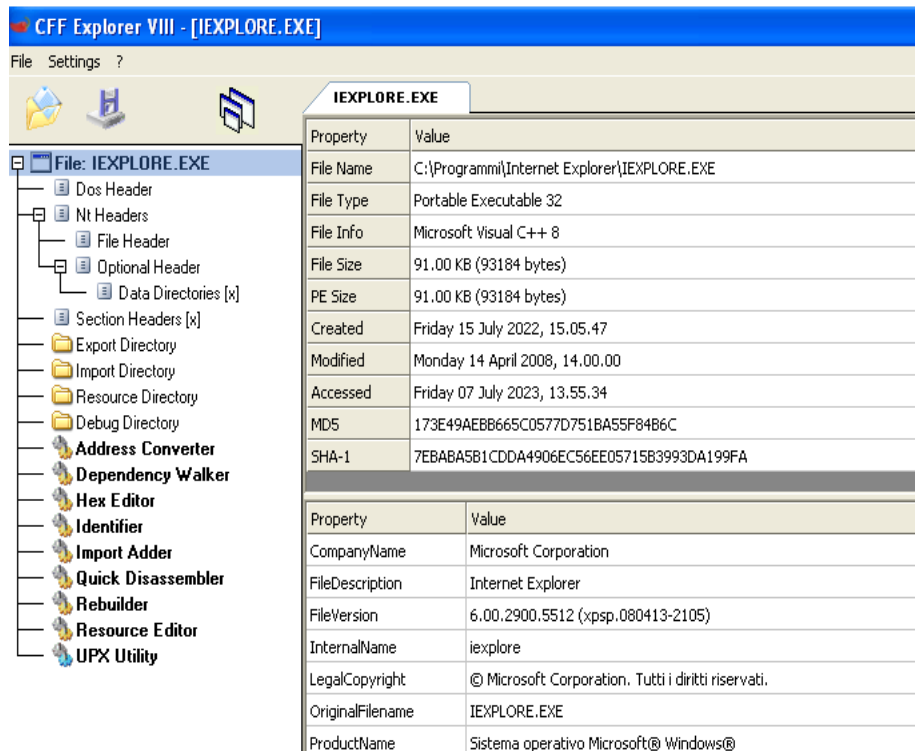 CFF Explorer VIII - [IEXPLORE.EXE]
File Settings ?
IEXPLORE.EXE
File: IEXPLORE.EXE
Dos Header
Nt Headers
File Header
Optional Header
Data Directories [x]
Section Headers [x]
Export Directory
Import Directory
Resource Directory
Debug Directory
Address Converter
Dependency Walker
Hex Editor
Identifier
Import Adder
Quick Disassembler
Rebuilder
Resource Editor
UPX Utility
Property Value
File Name C:\Programmi\Internet Explorer\IEXPLORE.EXE
File Type Portable Executable 32
File Info Microsoft Visual C++ 8
File Size 91.00 KB (93184 bytes)
PE Size 91.00 KB (93184 bytes)
Created Friday 15 July 2022, 15.05.47
Modified Monday 14 April 2008, 14.00.00
Accessed Friday 07 July 2023, 13.55.34
MD5 173E49AEBB665C0577D751BA55F84B6C
SHA-1 7EBABA5B1CDDA4906EC56EE05715B3993DA199FA
Property Value
CompanyName Microsoft Corporation
FileDescription Internet Explorer
FileVersion 6.00.2900.5512 (xpsp.080413-2105)
InternalName iexplore
LegalCopyright © Microsoft Corporation. Tutti i diritti riservati.
OriginalFilename IEXPLORE.EXE
ProductName Sistema operativo Microsoft® Windows®